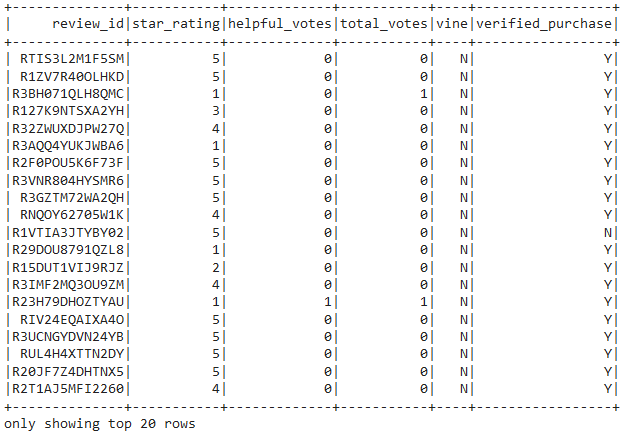 +--------------+-----------+-------------+-----------+----+-----------------+
|     review_id|star_rating|helpful_votes|total_votes|vine|verified_purchase|
+--------------+-----------+-------------+-----------+----+-----------------+
| RTIS3L2M1F5SM|          5|            0|          0|   N|                Y|
| R1ZV7R40OLHKD|          5|            0|          0|   N|                Y|
|R3BH071QLH8QMC|          1|            0|          1|   N|                Y|
|R127K9NTSXA2YH|          3|            0|          0|   N|                Y|
|R32ZWUXDJPW27Q|          4|            0|          0|   N|                Y|
|R3AQQ4YUKJWBA6|          1|            0|          0|   N|                Y|
|R2F0POU5K6F73F|          5|            0|          0|   N|                Y|
|R3VNR804HYSMR6|          5|            0|          0|   N|                Y|
| R3GZTM72WA2QH|          5|            0|          0|   N|                Y|
| RNQOY62705W1K|          4|            0|          0|   N|                Y|
|R1VTIA3JTYBY02|          5|            0|          0|   N|                N|
|R29DOU8791QZL8|          1|            0|          0|   N|                Y|
|R15DUT1VIJ9RJZ|          2|            0|          0|   N|                Y|
|R3IMF2MQ3OU9ZM|          4|            0|          0|   N|                Y|
|R23H79DHOZTYAU|          1|            1|          1|   N|                Y|
| RIV24EQAIXA4O|          5|            0|          0|   N|                Y|
|R3UCNGYDVN24YB|          5|            0|          0|   N|                Y|
| RUL4H4XTTN2DY|          5|            0|          0|   N|                Y|
|R20JF7Z4DHTNX5|          5|            0|          0|   N|                Y|
|R2T1AJ5MFI2260|          4|            0|          0|   N|                Y|
+--------------+-----------+-------------+-----------+----+-----------------+
only showing top 20 rows